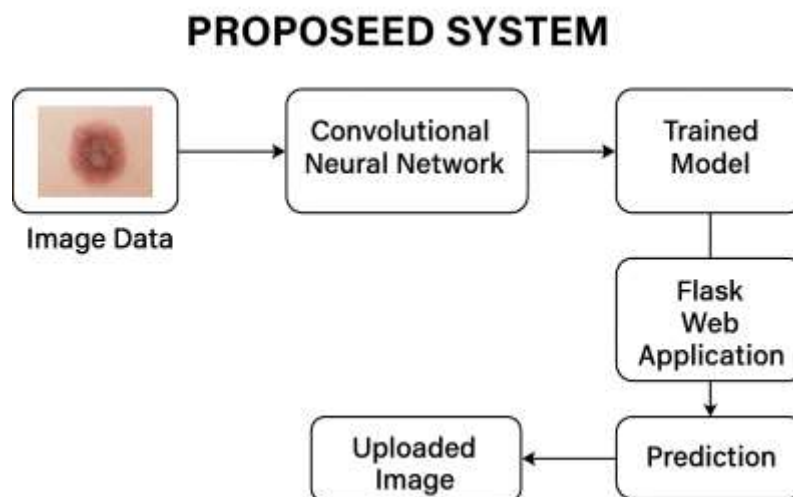 PROPOSEED SYSTEM
Image Data
Convolutional
Neural Network
Trained
Model
Flask
Web
Application
Prediction
Uploaded
Image